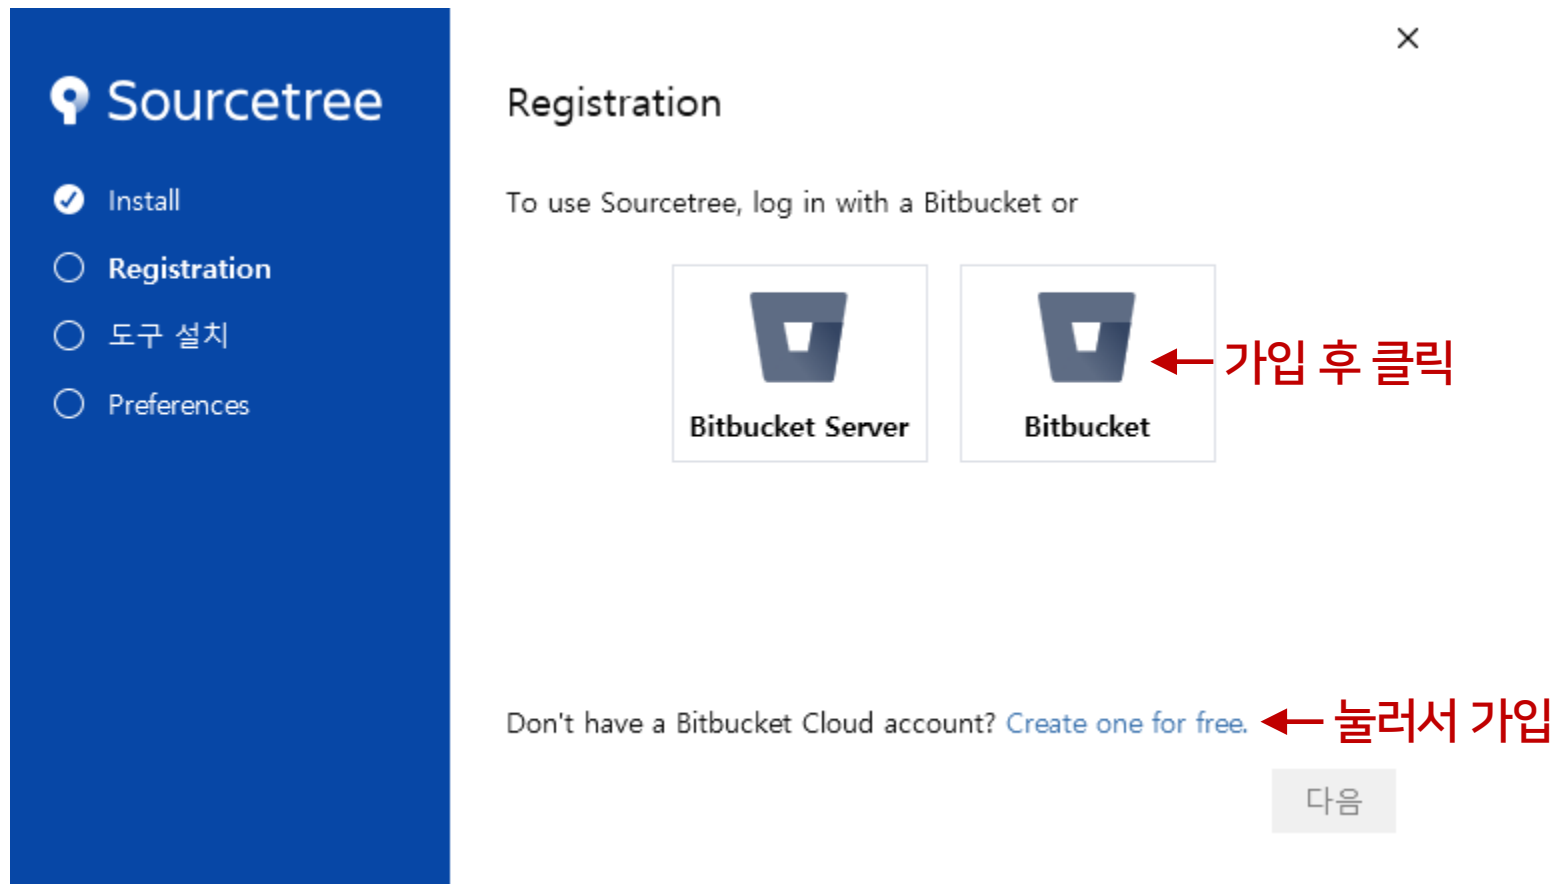 Sourcetree
Install
Registration
도구 설치
Preferences
Registration
To use Sourcetree, log in with a Bitbucket or
Bitbucket Server
Bitbucket
가입 후 클릭
Don't have a Bitbucket Cloud account? Create one for free.
눌러서 가입
다음